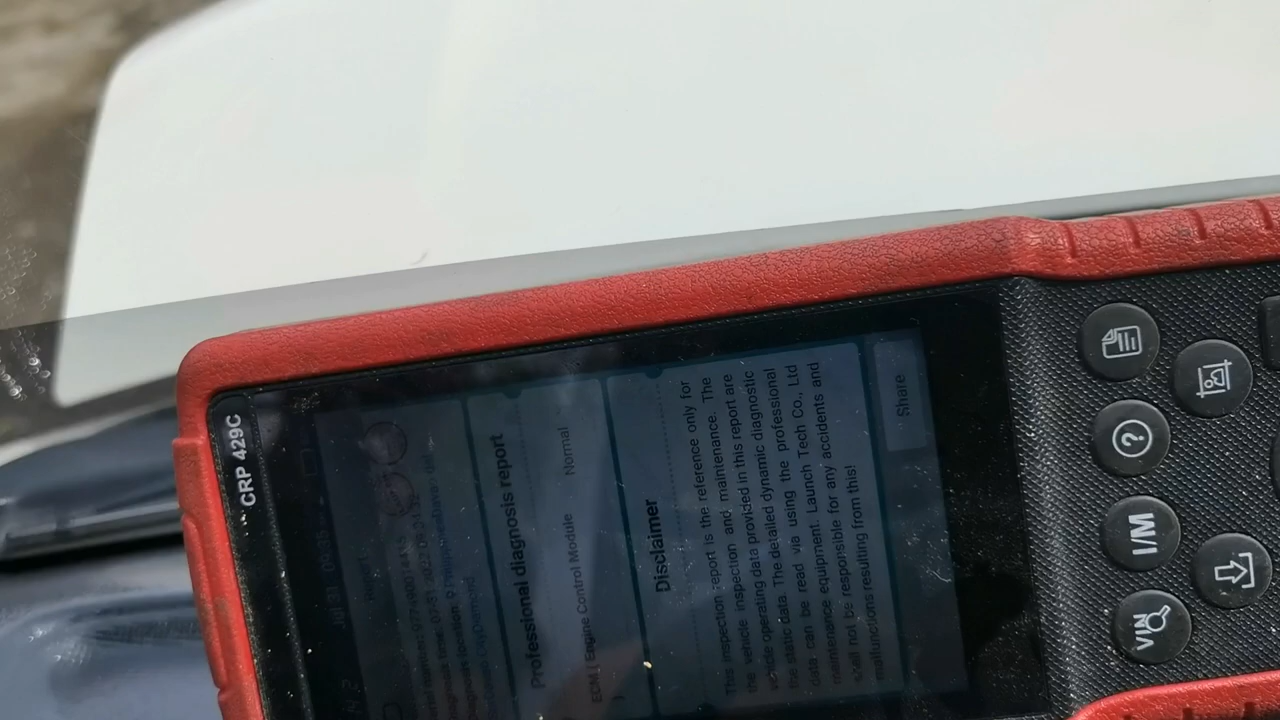 CRP 429C
Report
Professional diagnosis report
ECM | Engine Control Module Normal
Disclaimer
This inspection report is the reference only for
the vehicle inspection and maintenance. The
vehicle operating data provided in this report are
the static data. The detailed dynamic diagnostic
data can be read via using the professional
maintenance equipment. Launch Tech Co., Ltd
will not be responsible for any accidents and
malfunctions resulting from this!
Share
I/M
VIN